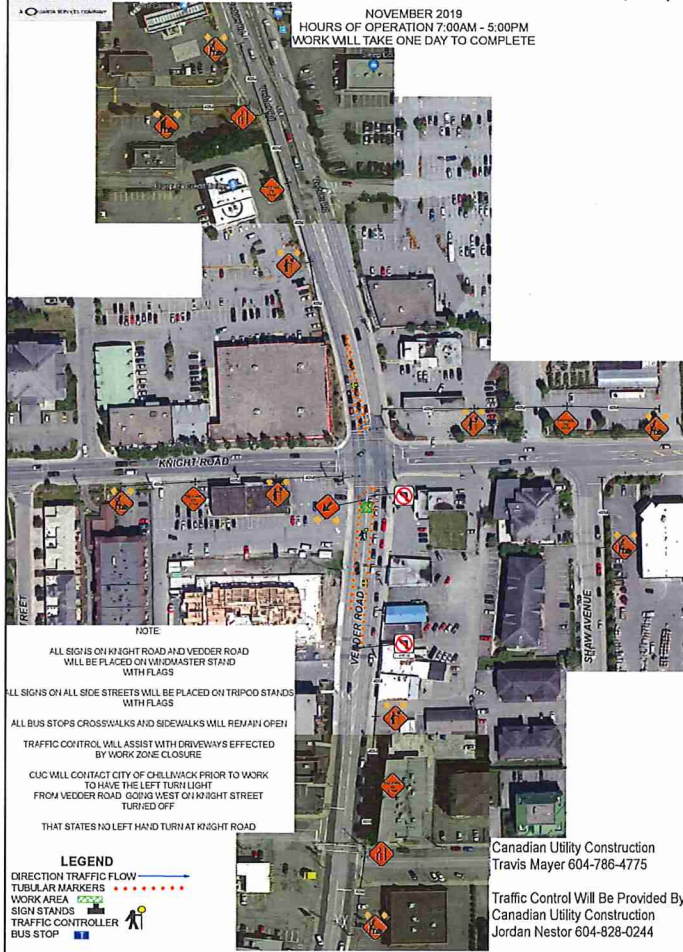 NOVEMBER 2019
HOURS OF OPERATION 7:00AM - 5:00PM
WORK WILL TAKE ONE DAY TO COMPLETE
KNIGHT ROAD
VEDDER ROAD
SHAW AVENUE
NOTE:
ALL SIGNS ON KNIGHT ROAD AND VEDDER ROAD
WILL BE PLACED ON WINDMASTER STAND
WITH FLAGS
ALL SIGNS ON ALL SIDE STREETS WILL BE PLACED ON TRIPOD STANDS
WITH FLAGS
ALL BUS STOPS CROSSWALKS AND SIDEWALKS WILL REMAIN OPEN
TRAFFIC CONTROL WILL ASSIST WITH DRIVEWAYS EFFECTED
BY WORK ZONE CLOSURE
CUC WILL CONTACT CITY OF CHILLIWACK PRIOR TO WORK
TO HAVE THE LEFT TURN LIGHT
FROM VEDDER ROAD GOING WEST ON KNIGHT STREET
TURNED OFF
THAT STATES NO LEFT HAND TURN AT KNIGHT ROAD
LEGEND
DIRECTION TRAFFIC FLOW
TUBULAR MARKERS
WORK AREA
SIGN STANDS
TRAFFIC CONTROLLER
BUS STOP
Canadian Utility Construction
Travis Mayer 604-786-4775
Traffic Control Will Be Provided By
Canadian Utility Construction
Jordan Nestor 604-828-0244